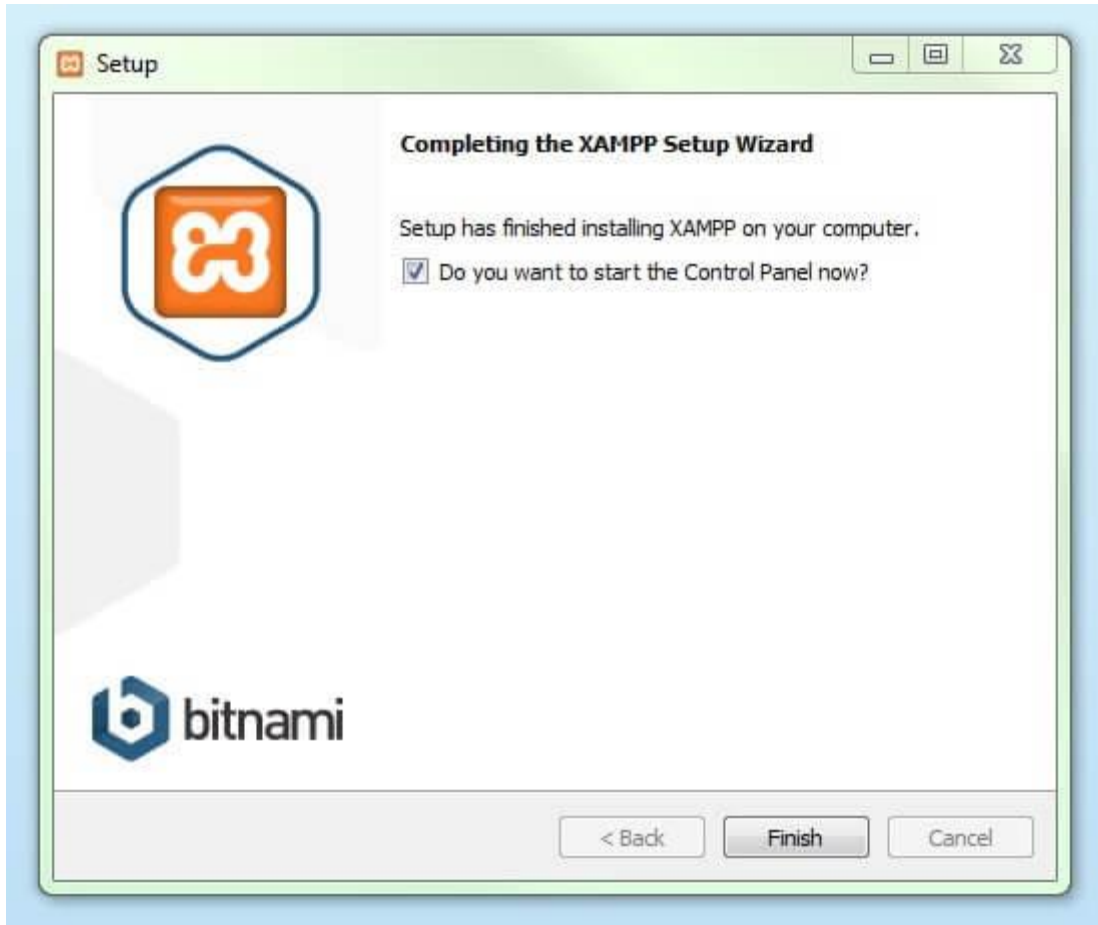 Setup
Completing the XAMPP Setup Wizard
Setup has finished installing XAMPP on your computer.
Do you want to start the Control Panel now?
bitnami
< Back
Finish
Cancel